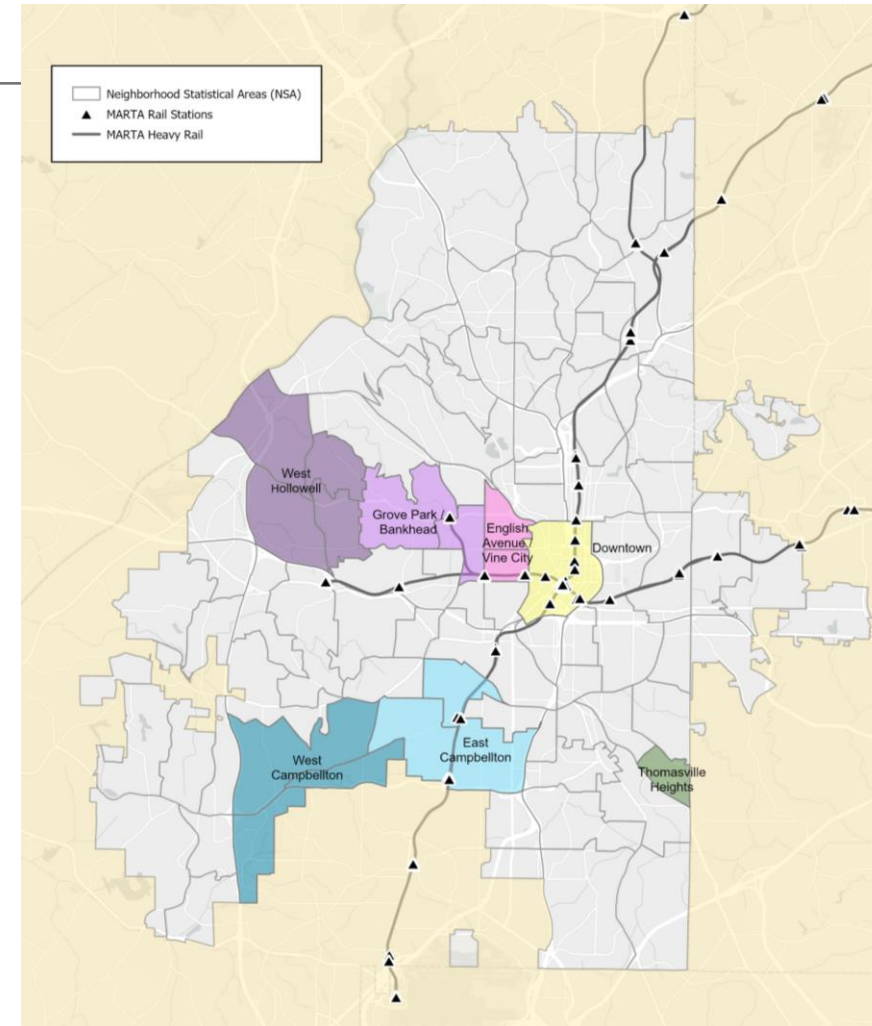 Neighborhood Statistical Areas (NSA)
MARTA Rail Stations
MARTA Heavy Rail
West
Hollowell
Grove Park /
Bankhead
English
Avenue /
Vine City
Downtown
West
Campbellton
East
Campbellton
Thomasville
Heights